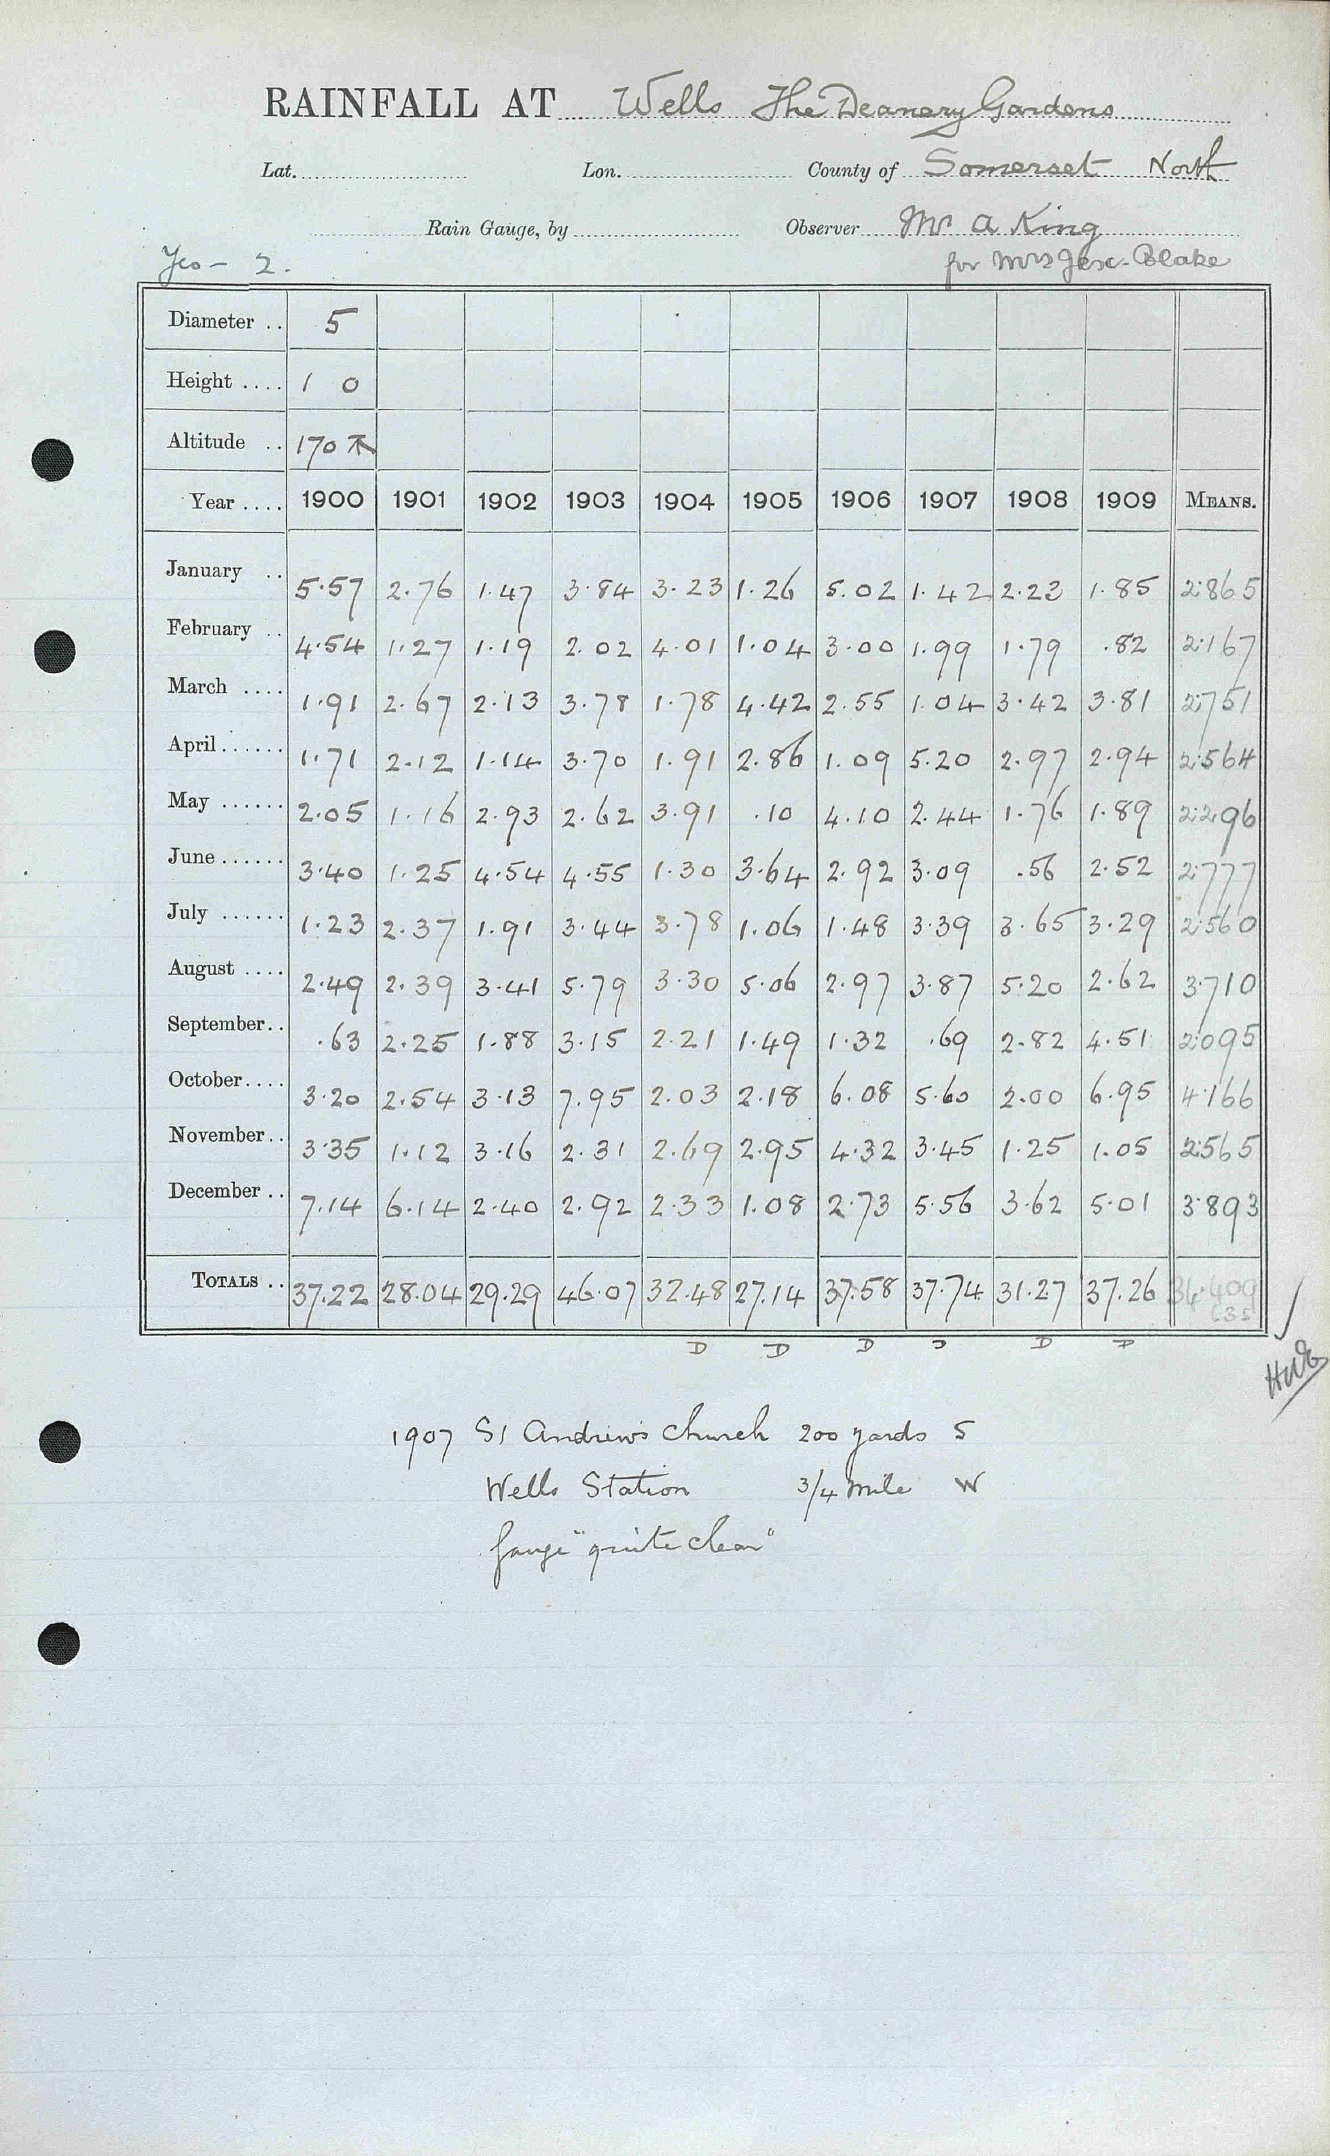 RAINFALL AT Wells The Deanery Gardens
Lat. Lon. County of Somerset North
Rain Gauge, by Observer Mr A King
Yeo - 2. for Mrs Jex-Blake
Diameter .. 5
Height .... 1 0
Altitude .. 170
Year .... 1900 1901 1902 1903 1904 1905 1906 1907 1908 1909 MEANS.
January .. 5.57 2.76 1.47 3.84 3.23 1.26 5.02 1.42 2.23 1.85 2.865
February .. 4.54 1.27 1.19 2.02 4.01 1.04 3.00 1.99 1.79 .82 2.167
March .... 1.91 2.67 2.13 3.78 1.78 4.42 2.55 1.04 3.42 3.81 2.751
April ...... 1.71 2.12 1.14 3.70 1.91 2.86 1.09 5.20 2.97 2.94 2.564
May ...... 2.05 1.16 2.93 2.62 3.91 .10 4.10 2.44 1.76 1.89 2.296
June ...... 3.40 1.25 4.54 4.55 1.30 3.64 2.92 3.09 .56 2.52 2.777
July ...... 1.23 2.37 1.91 3.44 3.78 1.06 1.48 3.39 3.65 3.29 2.560
August .... 2.49 2.39 3.41 5.79 3.30 5.06 2.97 3.87 5.20 2.62 3.710
September.. .63 2.25 1.88 3.15 2.21 1.49 1.32 .69 2.82 4.51 2.095
October.... 3.20 2.54 3.13 7.95 2.03 2.18 6.08 5.60 2.00 6.95 4.166
November.. 3.35 1.12 3.16 2.31 2.69 2.95 4.32 3.45 1.25 1.05 2.565
December .. 7.14 6.14 2.40 2.92 2.33 1.08 2.73 5.56 3.62 5.01 3.893
TOTALS .. 37.22 28.04 29.29 46.07 32.48 27.14 37.58 37.74 31.27 37.26 34.409
D D D D D D
1907 St Andrew's Church 200 yards S
Wells Station 3/4 mile W
Gauge "quite clear"